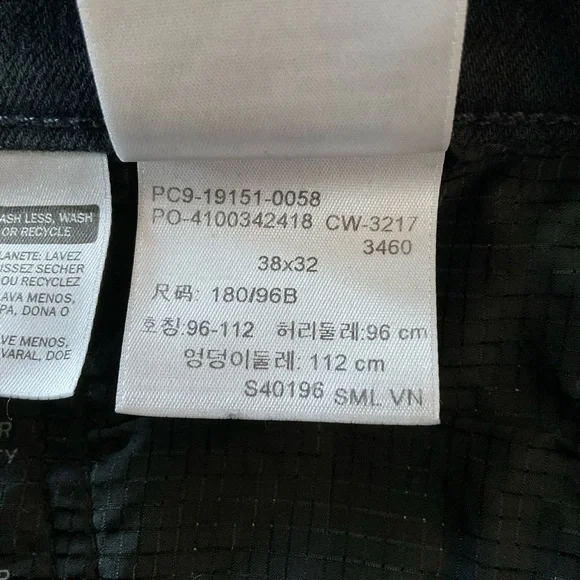 PC9-19151-0058
PO-4100342418 CW-3217
3460
38x32
尺码: 180/96B
호칭:96-112 허리둘레:96 cm
엉덩이둘레: 112 cm
S40196 SML VN
ASH LESS, WASH
OR RECYCLE
LANETE: LAVEZ
ISSEZ SECHER
OU RECYCLEZ
AVA MENOS,
PA, DONA O
VE MENOS,
VARAL, DOE